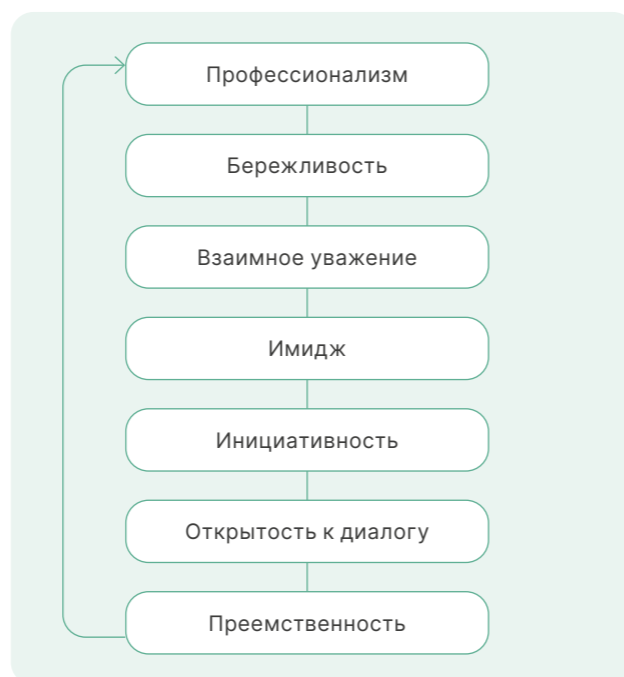 Профессионализм
Бережливость
Взаимное уважение
Имидж
Инициативность
Открытость к диалогу
Преемственность